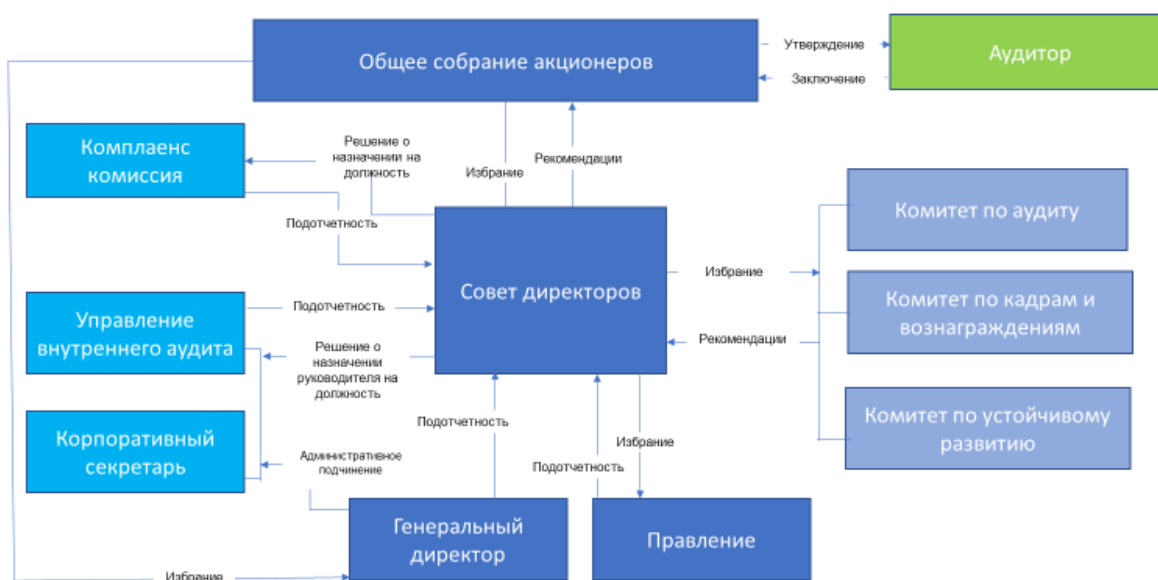 Общее собрание акционеров
Утверждение
Заключение
Аудитор
Комплаенс
комиссия
Решение о
назначении на
должность
Избрание
Рекомендации
Подотчетность
Совет директоров
Избрание
Рекомендации
Комитет по аудиту
Комитет по кадрам и
вознаграждениям
Комитет по устойчивому
развитию
Управление
внутреннего аудита
Подотчетность
Решение о
назначении
руководителя на
должность
Корпоративный
секретарь
Административное
подчинение
Подотчетность
Подотчетность
Избрание
Генеральный
директор
Правление
Избрание